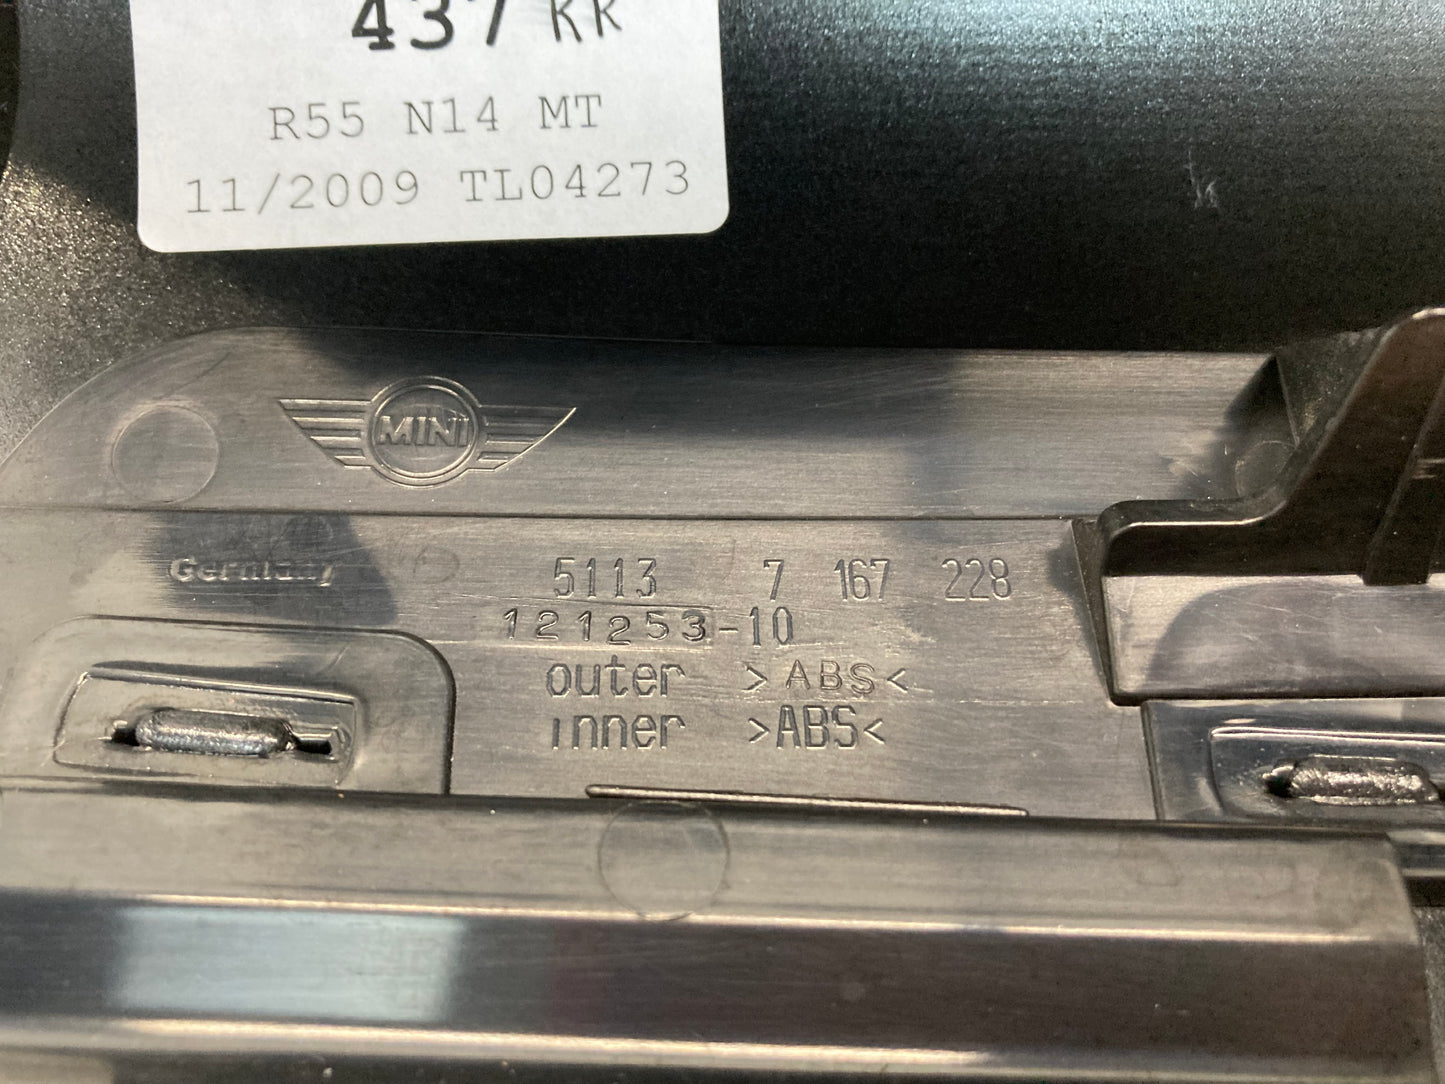 437 RR
R55 N14 MT
11/2009 TL04273
MINI
Germany
5113 7 167 228
121253-10
outer >ABS<
inner >ABS<